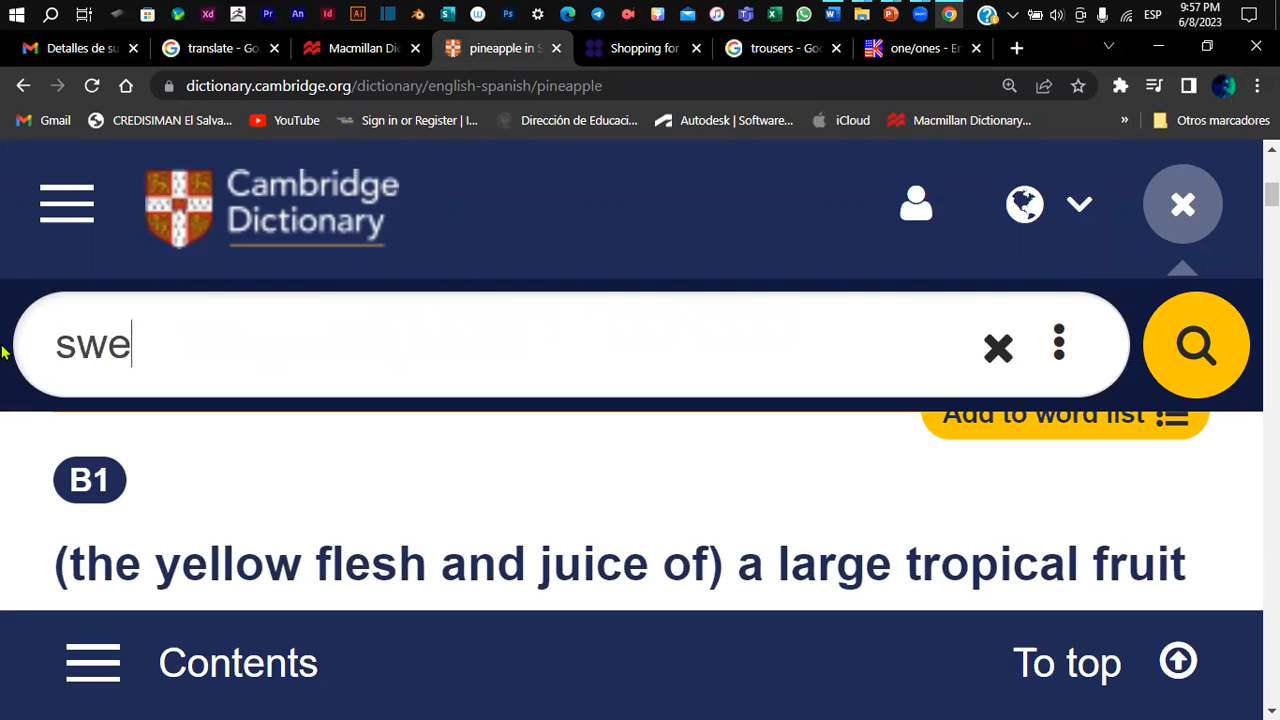 9:57 PM
ESP
6/8/2023
Detalles de su
translate - Go
Macmillan Dic
pineapple in S
Shopping for
trousers - Goo
one/ones - En
dictionary.cambridge.org/dictionary/english-spanish/pineapple
Gmail
CREDISIMAN El Salva...
YouTube
Sign in or Register | I...
Dirección de Educaci...
Autodesk | Software...
iCloud
Macmillan Dictionary...
»
Otros marcadores
Cambridge
Dictionary
swe
Add to word list
B1
(the yellow flesh and juice of) a large tropical fruit
Contents
To top